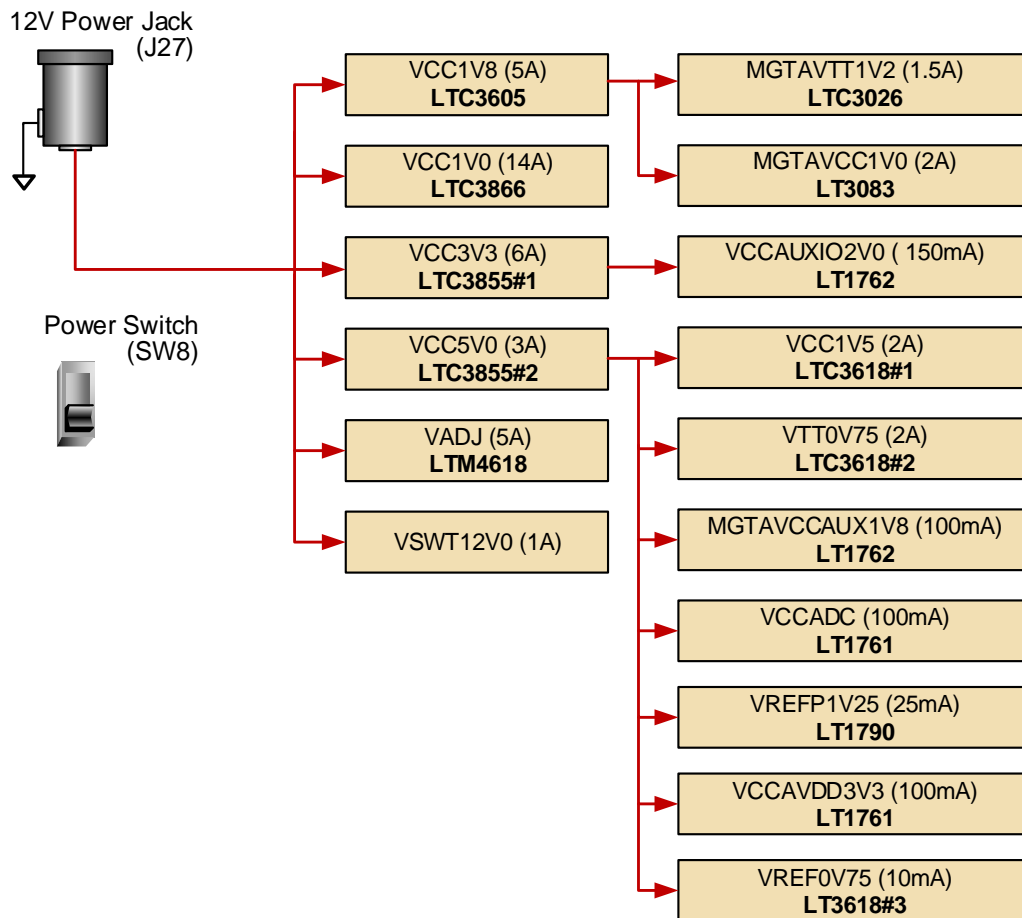 12V Power Jack
(J27)
VCC1V8 (5A)
LTC3605
VCC1V0 (14A)
LTC3866
VCC3V3 (6A)
LTC3855#1
VCC5V0 (3A)
LTC3855#2
VADJ (5A)
LTM4618
VSWT12V0 (1A)
MGTAVTT1V2 (1.5A)
LTC3026
MGTAVCC1V0 (2A)
LT3083
VCCAUXIO2V0 ( 150mA)
LT1762
VCC1V5 (2A)
LTC3618#1
VTT0V75 (2A)
LTC3618#2
MGTAVCCAUX1V8 (100mA)
LT1762
VCCADC (100mA)
LT1761
VREFP1V25 (25mA)
LT1790
VCCAVDD3V3 (100mA)
LT1761
VREF0V75 (10mA)
LT3618#3
Power Switch
(SW8)